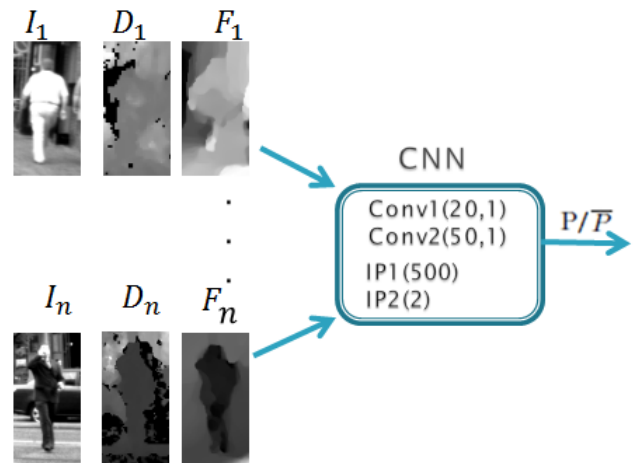 I₁ D₁ F₁
CNN
Conv1(20,1)
Conv2(50,1)
IP1(500)
IP2(2)
P/P̅
Iₙ Dₙ Fₙ